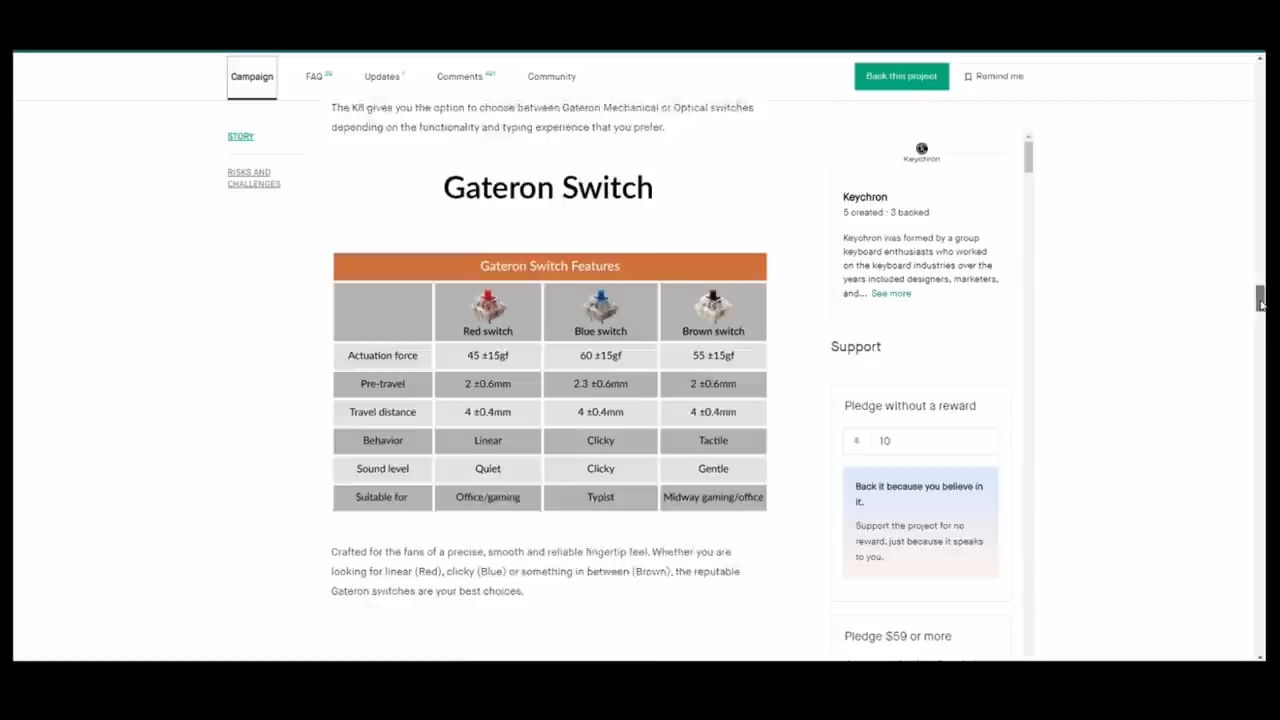 Campaign FAQ 39 Updates 1 Comments 491 Community Back this project Remind me
STORY
RISKS AND
CHALLENGES
The K8 gives you the option to choose between Gateron Mechanical or Optical switches
depending on the functionality and typing experience that you prefer.
Gateron Switch
Gateron Switch Features
Red switch Blue switch Brown switch
Actuation force 45 ±15gf 60 ±15gf 55 ±15gf
Pre-travel 2 ±0.6mm 2.3 ±0.6mm 2 ±0.6mm
Travel distance 4 ±0.4mm 4 ±0.4mm 4 ±0.4mm
Behavior Linear Clicky Tactile
Sound level Quiet Clicky Gentle
Suitable for Office/gaming Typist Midway gaming/office
Crafted for the fans of a precise, smooth and reliable fingertip feel. Whether you are
looking for linear (Red), clicky (Blue) or something in between (Brown), the reputable
Gateron switches are your best choices.
Keychron
Keychron
5 created · 3 backed
Keychron was formed by a group
keyboard enthusiasts who worked
on the keyboard industries over the
years included designers, marketers,
and... See more
Support
Pledge without a reward
$ 10
Back it because you believe in
it.
Support the project for no
reward, just because it speaks
to you.
Pledge $59 or more